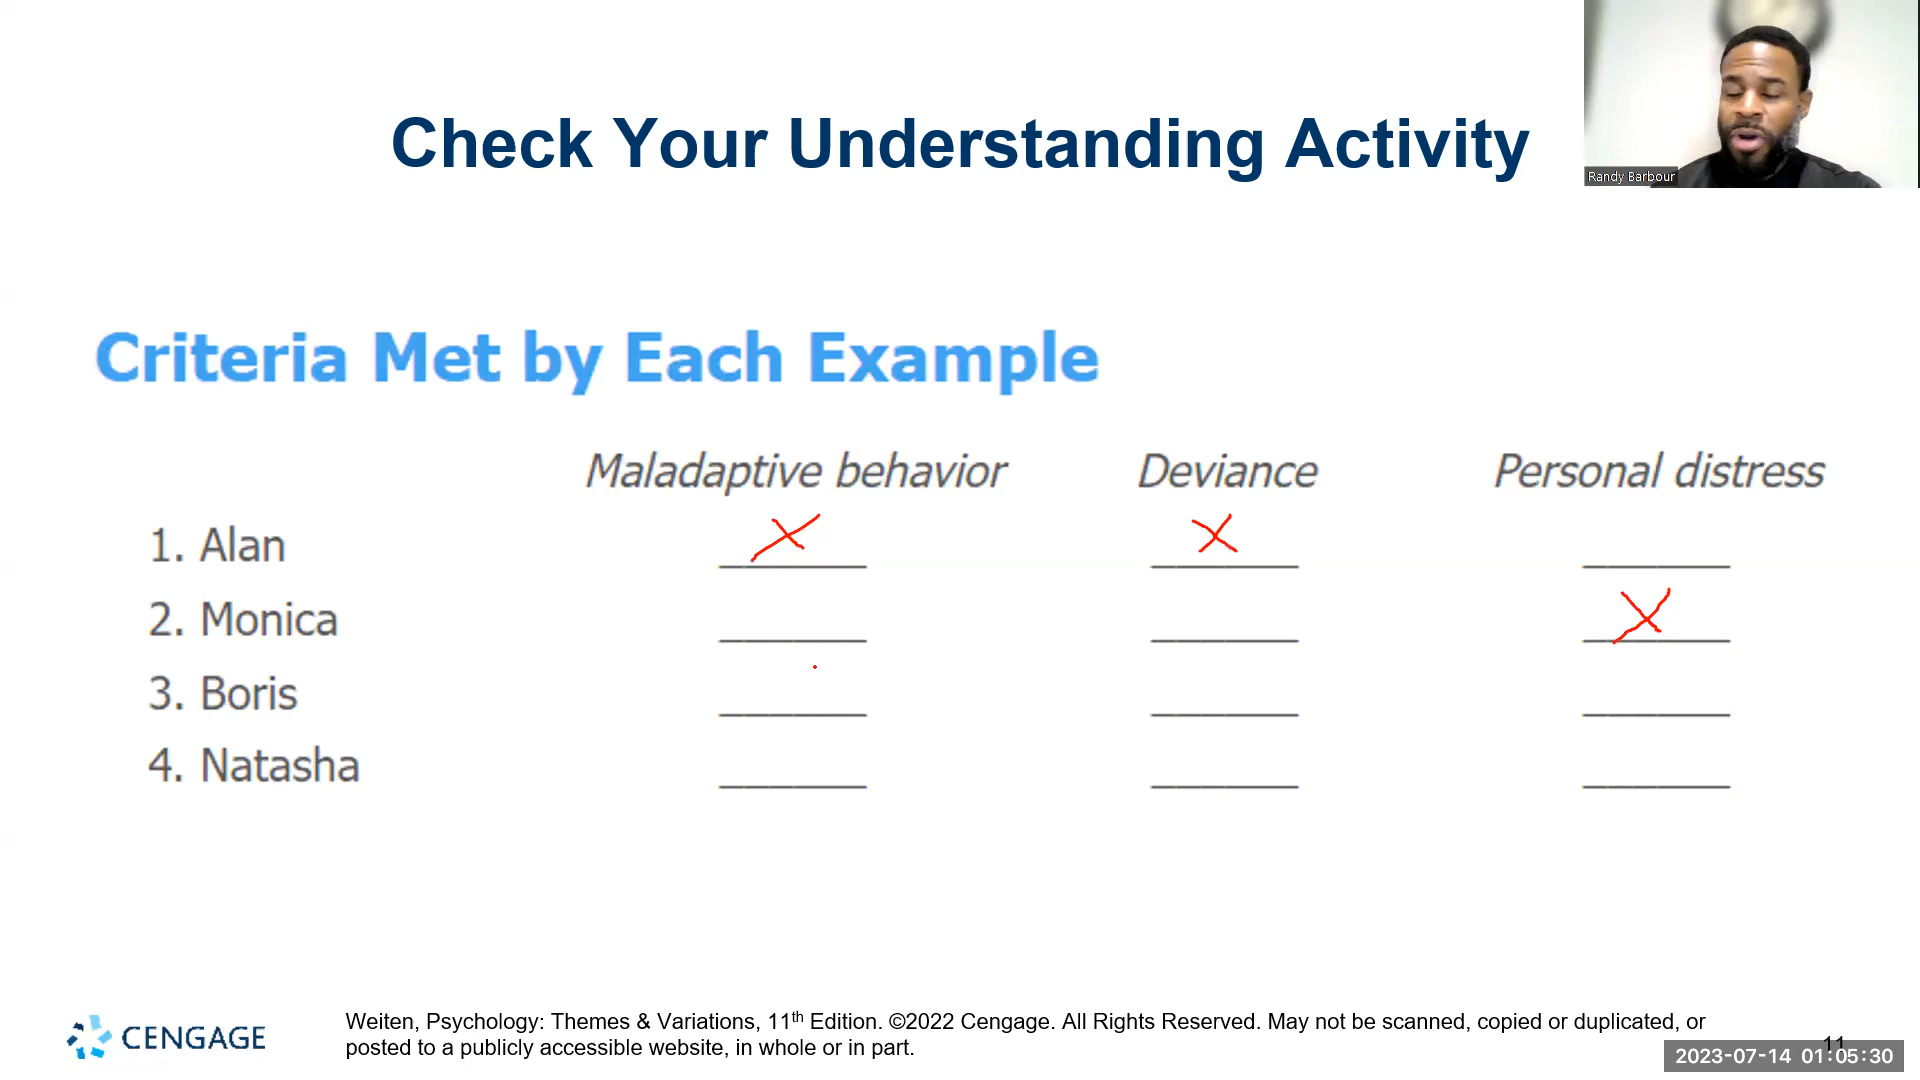 Check Your Understanding Activity
Randy Barbour
Criteria Met by Each Example
Maladaptive behavior Deviance Personal distress
1. Alan X X
2. Monica X
3. Boris
4. Natasha
CENGAGE
Weiten, Psychology: Themes & Variations, 11th Edition. ©2022 Cengage. All Rights Reserved. May not be scanned, copied or duplicated, or
posted to a publicly accessible website, in whole or in part.
11
2023-07-14 01:05:30